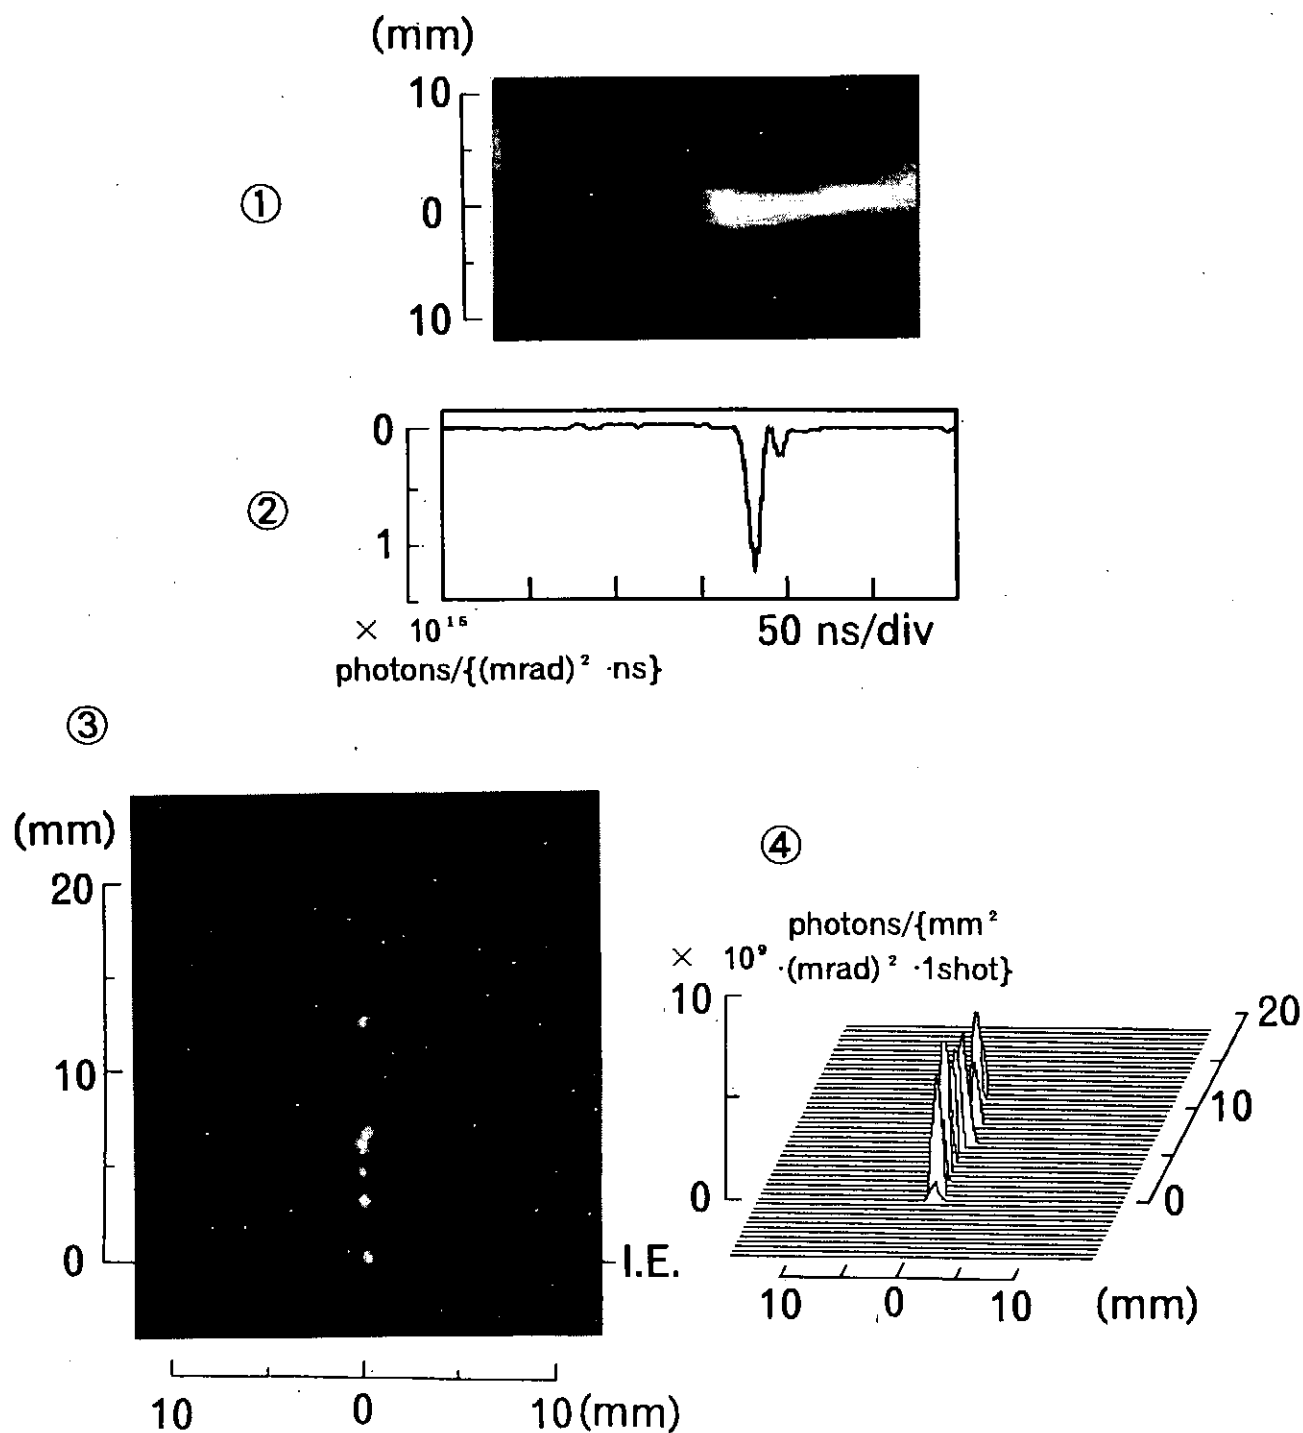 (mm)
10
①
0
10
0
②
1
× 10¹⁵
50 ns/div
photons/{(mrad)² ·ns}
③
(mm)
20
10
0
I.E.
10
0
10 (mm)
④
photons/{mm²
× 10⁹ ·(mrad)² ·1shot}
10
0
20
10
0
10
0
10
(mm)